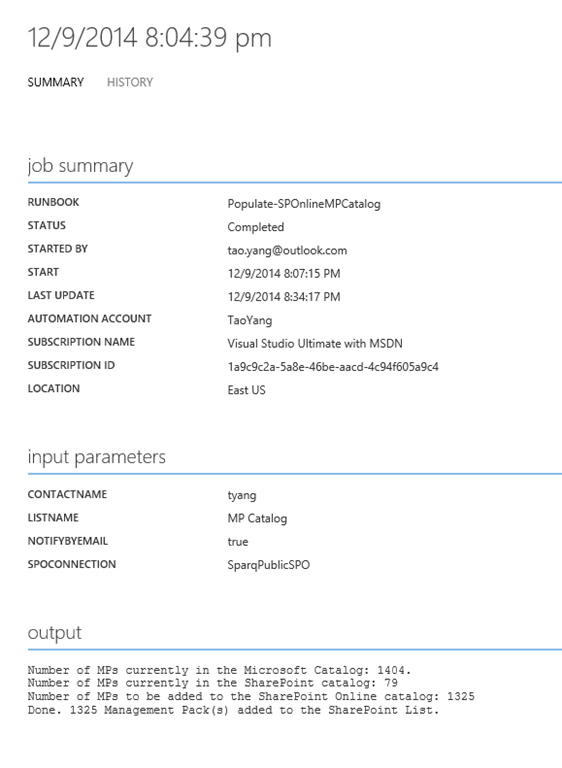 12/9/2014 8:04:39 pm
SUMMARY HISTORY
job summary
RUNBOOK Populate-SPOnlineMPCatalog
STATUS Completed
STARTED BY tao.yang@outlook.com
START 12/9/2014 8:07:15 PM
LAST UPDATE 12/9/2014 8:34:17 PM
AUTOMATION ACCOUNT TaoYang
SUBSCRIPTION NAME Visual Studio Ultimate with MSDN
SUBSCRIPTION ID 1a9c9c2a-5a8e-46be-aacd-4c94f605a9c4
LOCATION East US
input parameters
CONTACTNAME tyang
LISTNAME MP Catalog
NOTIFYBYEMAIL true
SPOCONNECTION SparqPublicSPO
output
Number of MPs currently in the Microsoft Catalog: 1404.
Number of MPs currently in the SharePoint catalog: 79
Number of MPs to be added to the SharePoint Online catalog: 1325
Done. 1325 Management Pack(s) added to the SharePoint List.